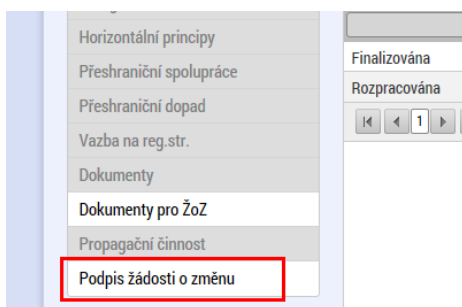 Horizontální principy
Přeshraniční spolupráce
Přeshraniční dopad
Vazba na reg.str.
Dokumenty
Dokumenty pro ŽoZ
Propagační činnost
Podpis žádosti o změnu
Finalizována
Rozpracována
1